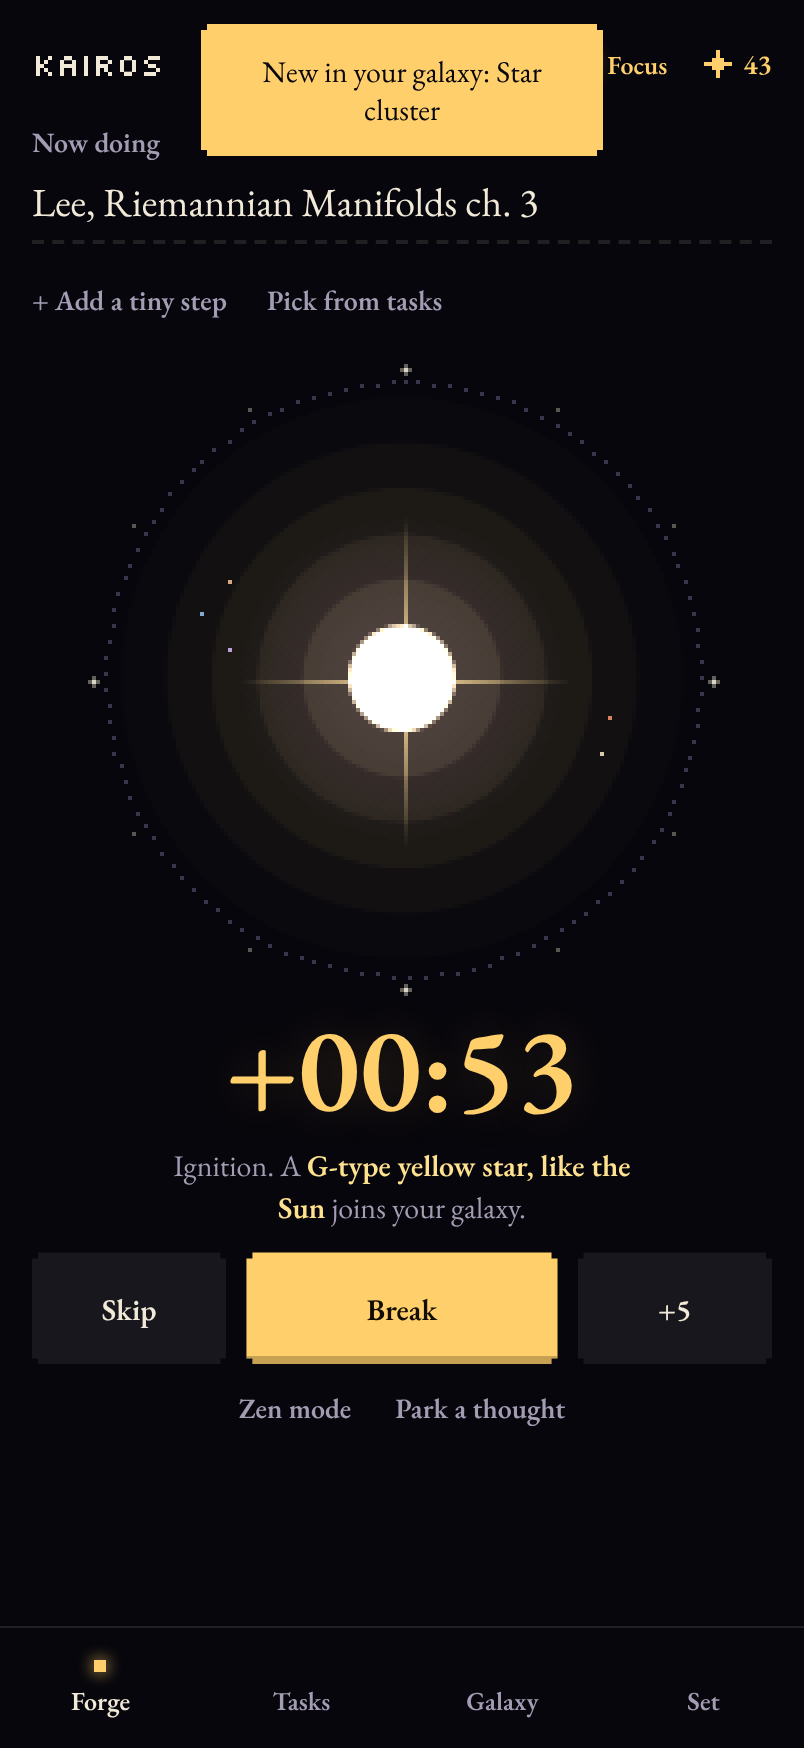 KAIROS
New in your galaxy: Star
cluster
Focus
43
Now doing
Lee, Riemannian Manifolds ch. 3
+ Add a tiny step
Pick from tasks
+00:53
Ignition. A G-type yellow star, like the
Sun joins your galaxy.
Skip
Break
+5
Zen mode
Park a thought
Forge
Tasks
Galaxy
Set